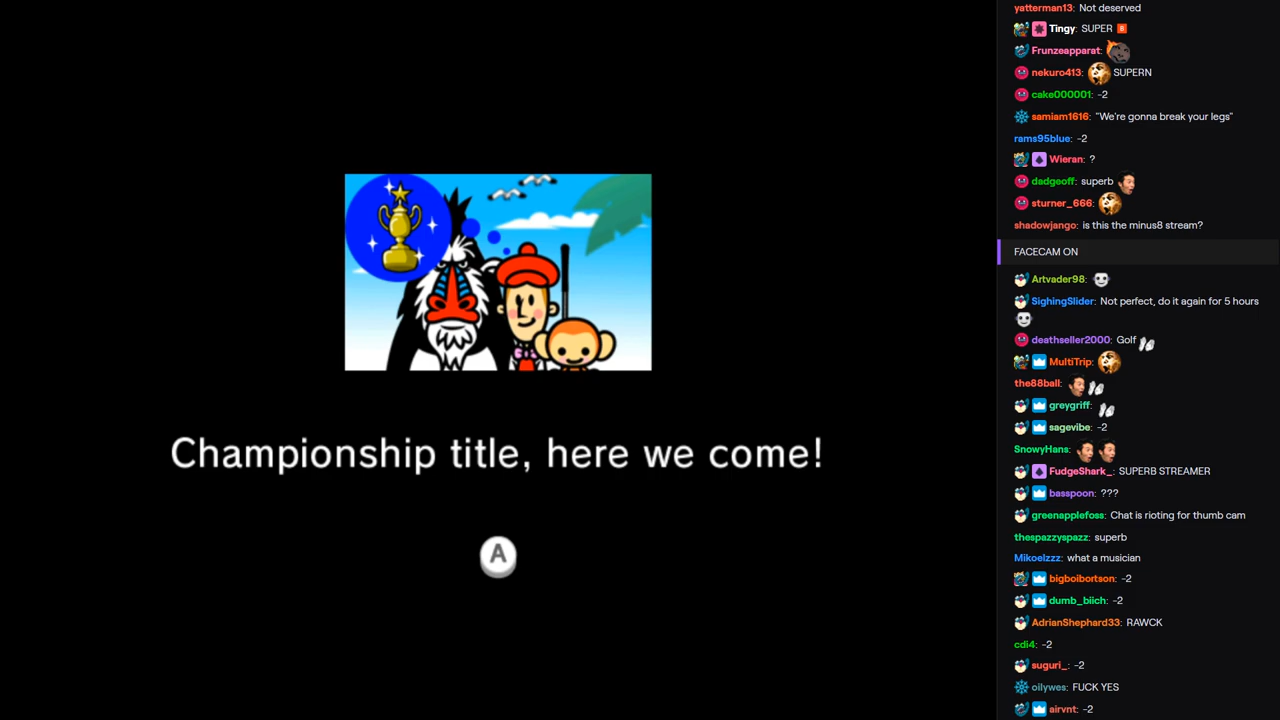 Championship title, here we come!
A
yatterman13: Not deserved
Tingy: SUPER B
Frunzeapparat:
nekuro413: SUPERN
cake000001: -2
samiam1616: "We're gonna break your legs"
rams95blue: -2
Wieran: ?
dadgeoff: superb
sturner_666:
shadowjango: is this the minus8 stream?
FACECAM ON
Artvader98:
SighingSlider: Not perfect, do it again for 5 hours
deathseller2000: Golf
MultiTrip:
the88ball:
greygriff:
sagevibe: -2
SnowyHans:
FudgeShark_: SUPERB STREAMER
basspoon: ???
greenapplefoss: Chat is rioting for thumb cam
thespazzyspazz: superb
Mikoelzzz: what a musician
bigboibortson: -2
dumb_biich: -2
AdrianShephard33: RAWCK
cdi4: -2
suguri_: -2
oilywes: FUCK YES
airvnt: -2